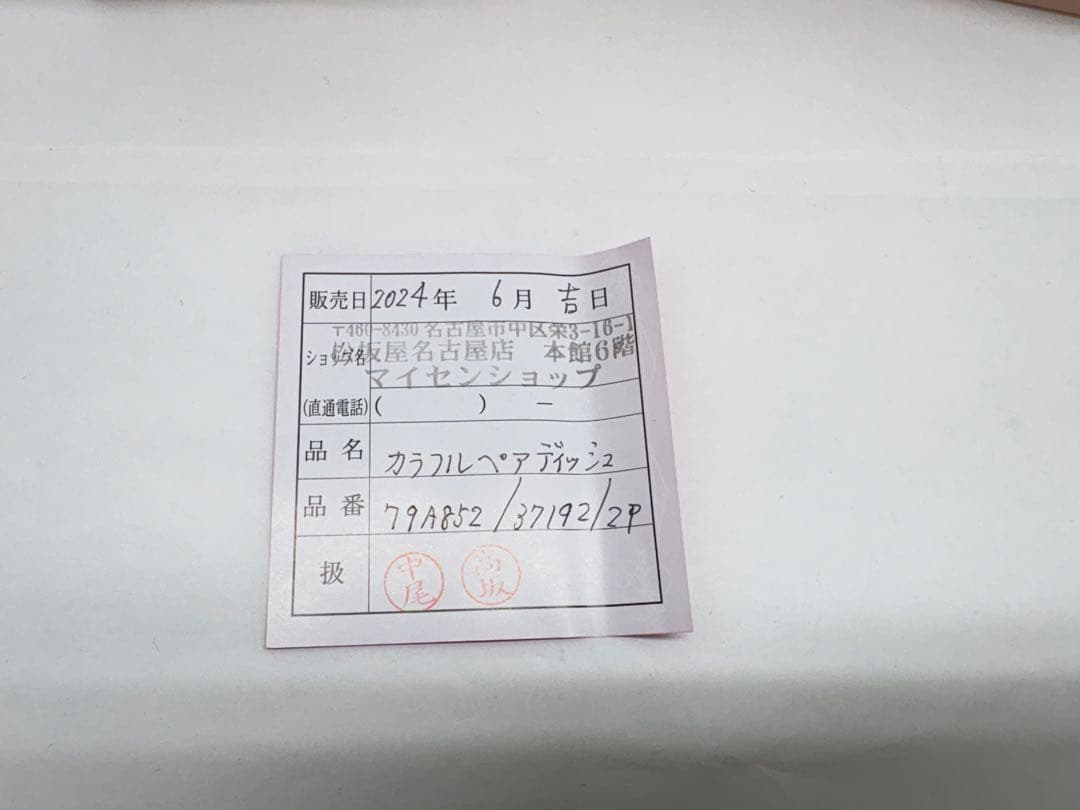 販売日 2024年 6月 吉日
〒460-8430 名古屋市中区栄3-16-1
ショップ名 松坂屋名古屋店 本館6階
マイセンショップ
(直通電話) ( ) ー
品名 カラフルペアディッシュ
品番 79A852/37192/2P
扱 中尾 高坂